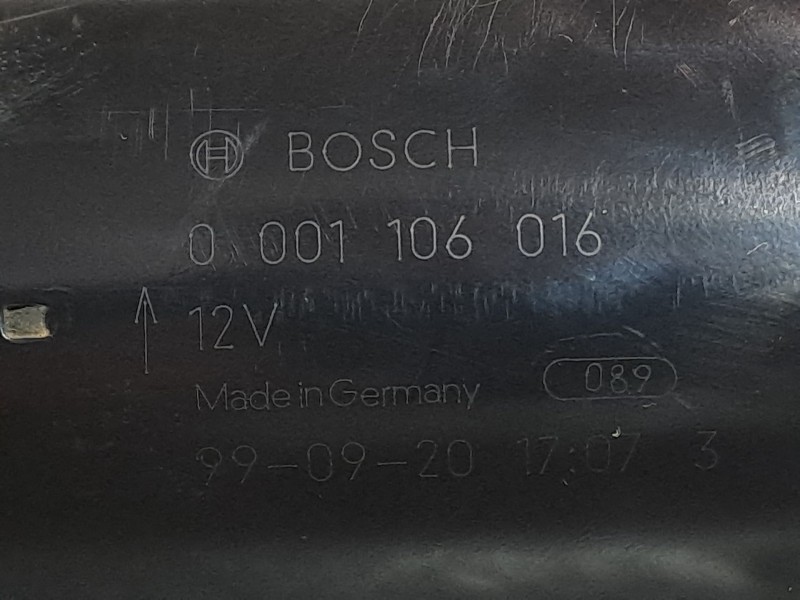 BOSCH
0 001 106 016
12V
Made in Germany
089
99-09-20 17:07 3